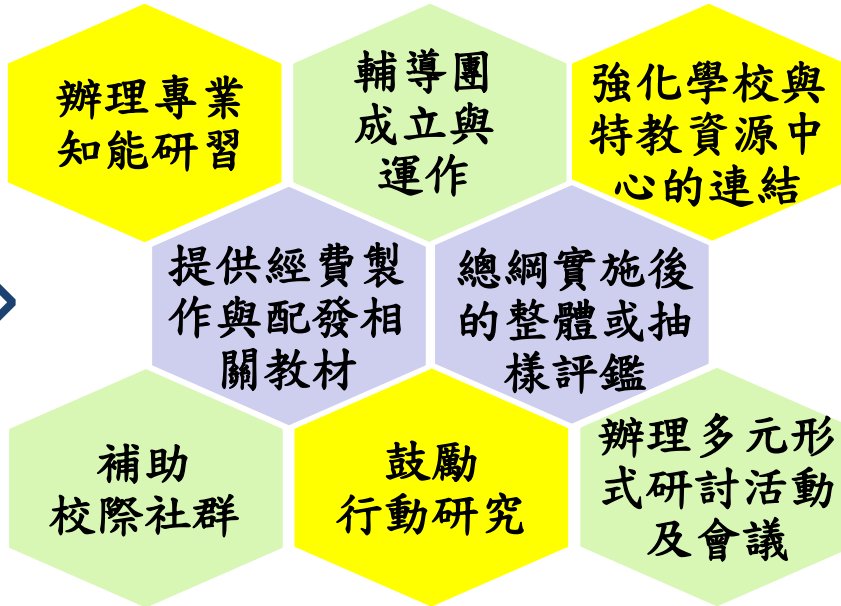 辦理專業
知能研習
輔導團
成立與
運作
強化學校與
特教資源中
心的連結
提供經費製
作與配發相
關教材
總綱實施後
的整體或抽
樣評鑑
補助
校際社群
鼓勵
行動研究
辦理多元形
式研討活動
及會議